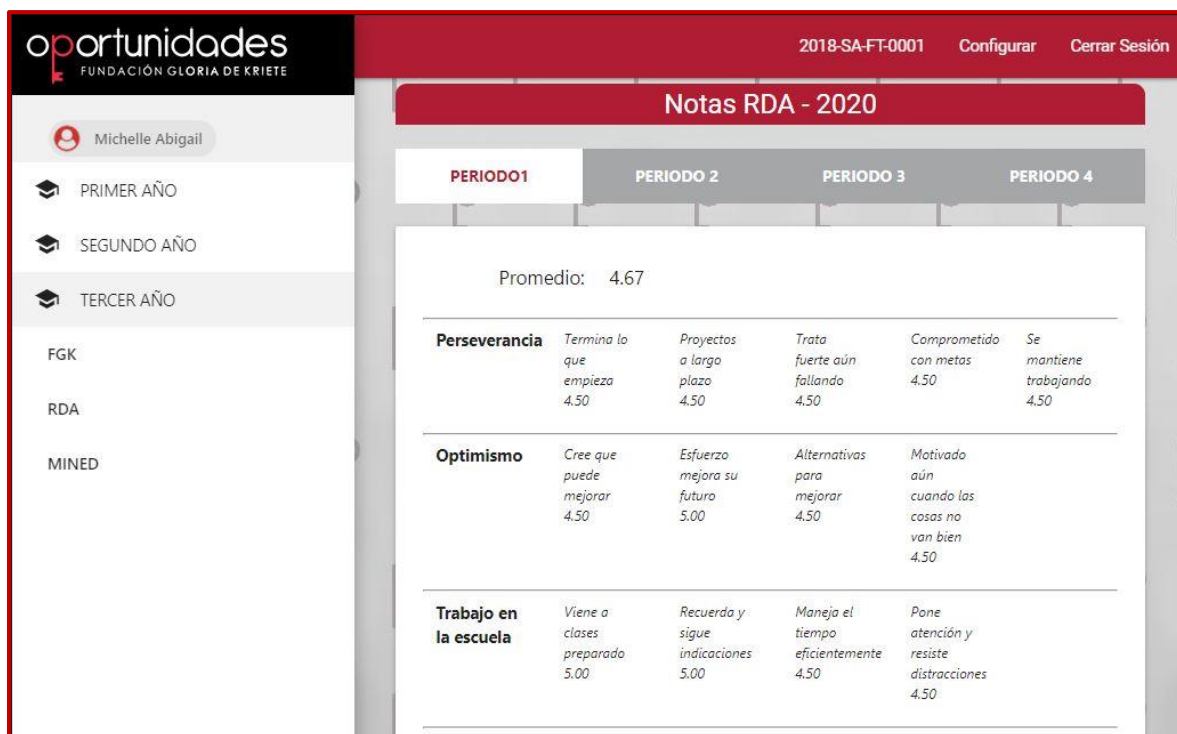 oportunidades
FUNDACIÓN GLORIA DE KRIETE
2018-SA-FT-0001 Configurar Cerrar Sesión
Michelle Abigail
PRIMER AÑO
SEGUNDO AÑO
TERCER AÑO
FGK
RDA
MINED
Notas RDA - 2020
PERIODO1 PERIODO 2 PERIODO 3 PERIODO 4
Promedio: 4.67
Perseverancia
Termina lo
que
empieza
4.50
Proyectos
a largo
plazo
4.50
Trata
fuerte aún
fallando
4.50
Comprometido
con metas
4.50
Se
mantiene
trabajando
4.50
Optimismo
Cree que
puede
mejorar
4.50
Esfuerzo
mejora su
futuro
5.00
Alternativas
para
mejorar
4.50
Motivado
aún
cuando las
cosas no
van bien
4.50
Trabajo en
la escuela
Viene a
clases
preparado
5.00
Recuerda y
sigue
indicaciones
5.00
Maneja el
tiempo
eficientemente
4.50
Pone
atención y
resiste
distracciones
4.50